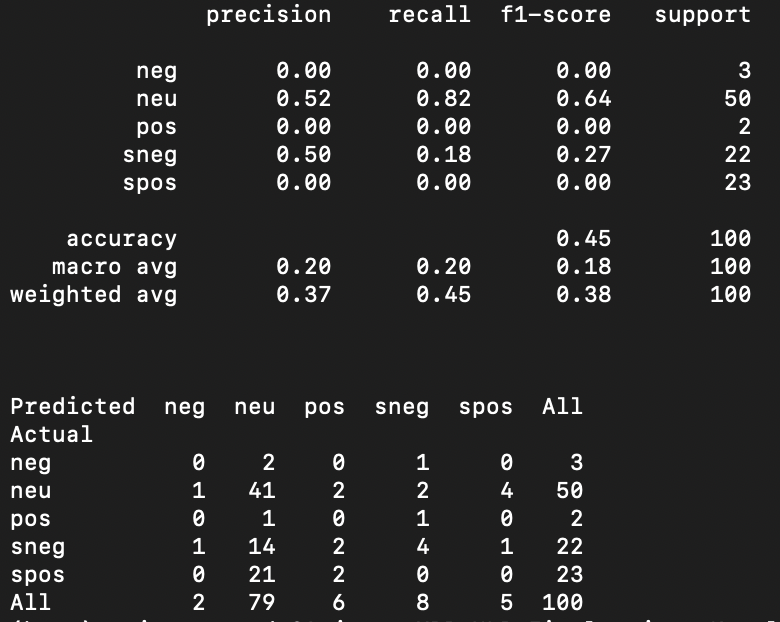 precision recall f1-score support
neg 0.00 0.00 0.00 3
neu 0.52 0.82 0.64 50
pos 0.00 0.00 0.00 2
sneg 0.50 0.18 0.27 22
spos 0.00 0.00 0.00 23
accuracy 0.45 100
macro avg 0.20 0.20 0.18 100
weighted avg 0.37 0.45 0.38 100
Predicted neg neu pos sneg spos All
Actual
neg 0 2 0 1 0 3
neu 1 41 2 2 4 50
pos 0 1 0 1 0 2
sneg 1 14 2 4 1 22
spos 0 21 2 0 0 23
All 2 79 6 8 5 100